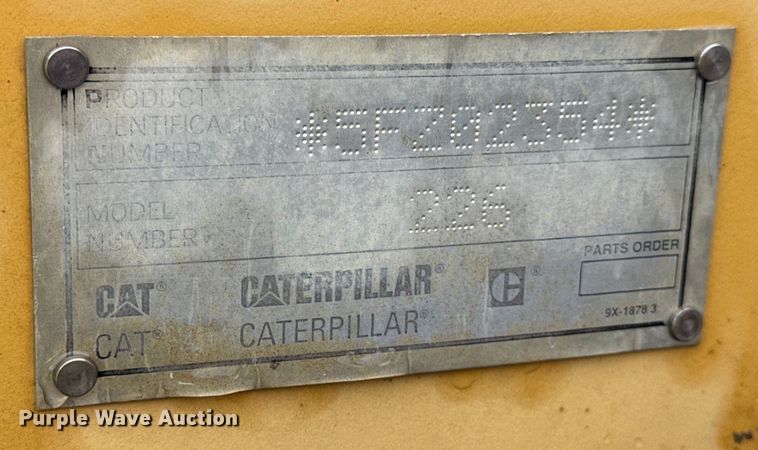 PRODUCT
IDENTIFICATION
NUMBER
*5FZ02354*
MODEL
NUMBER
226
PARTS ORDER
CAT® CATERPILLAR® C®
CAT® CATERPILLAR®
9X-1878 3
Purple Wave Auction